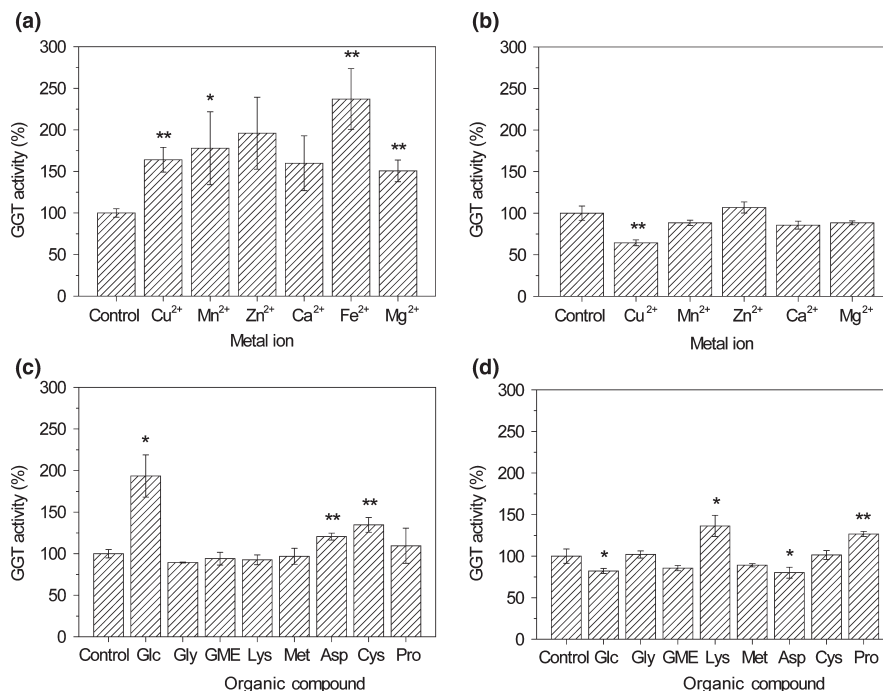 (a)
300
250
200
150
100
50
0
GGT activity (%)
** * ** **
Control Cu2+ Mn2+ Zn2+ Ca2+ Fe2+ Mg2+
Metal ion
(b)
300
250
200
150
100
50
0
GGT activity (%)
**
Control Cu2+ Mn2+ Zn2+ Ca2+ Mg2+
Metal ion
(c)
300
250
200
150
100
50
0
GGT activity (%)
* ** **
Control Glc Gly GME Lys Met Asp Cys Pro
Organic compound
(d)
300
250
200
150
100
50
0
GGT activity (%)
* * * **
Control Glc Gly GME Lys Met Asp Cys Pro
Organic compound